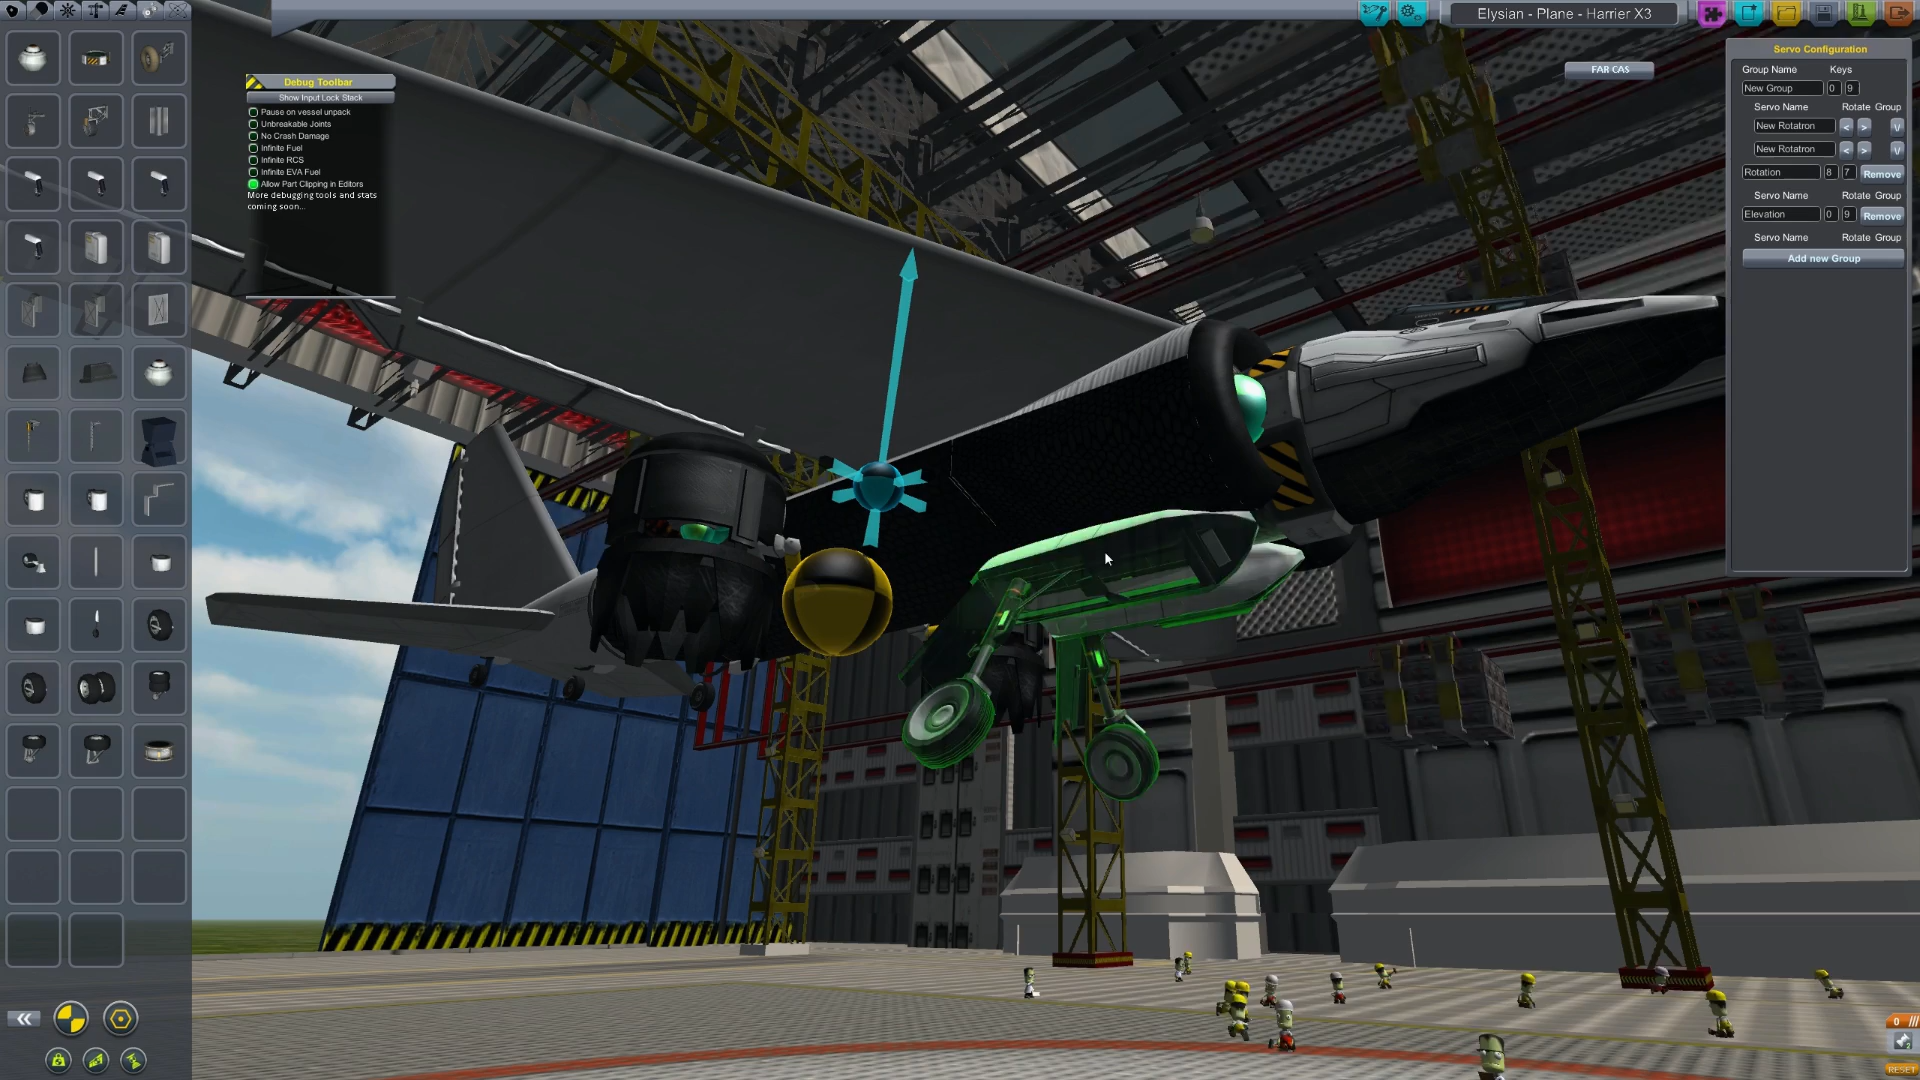 Elysian - Plane - Harrier X3
Debug Toolbar
Show Input Lock Stack
Pause on vessel unpack
Unbreakable Joints
No Crash Damage
Infinite Fuel
Infinite RCS
Infinite EVA Fuel
Allow Part Clipping in Editors
More debugging tools and stats
coming soon...
FAR CAS
Servo Configuration
Group Name Keys
New Group 0 9
Servo Name Rotate Group
New Rotatron < > \/
New Rotatron < > \/
Rotation 8 7 Remove
Servo Name Rotate Group
Elevation 0 9 Remove
Servo Name Rotate Group
Add new Group
0
2
RESET